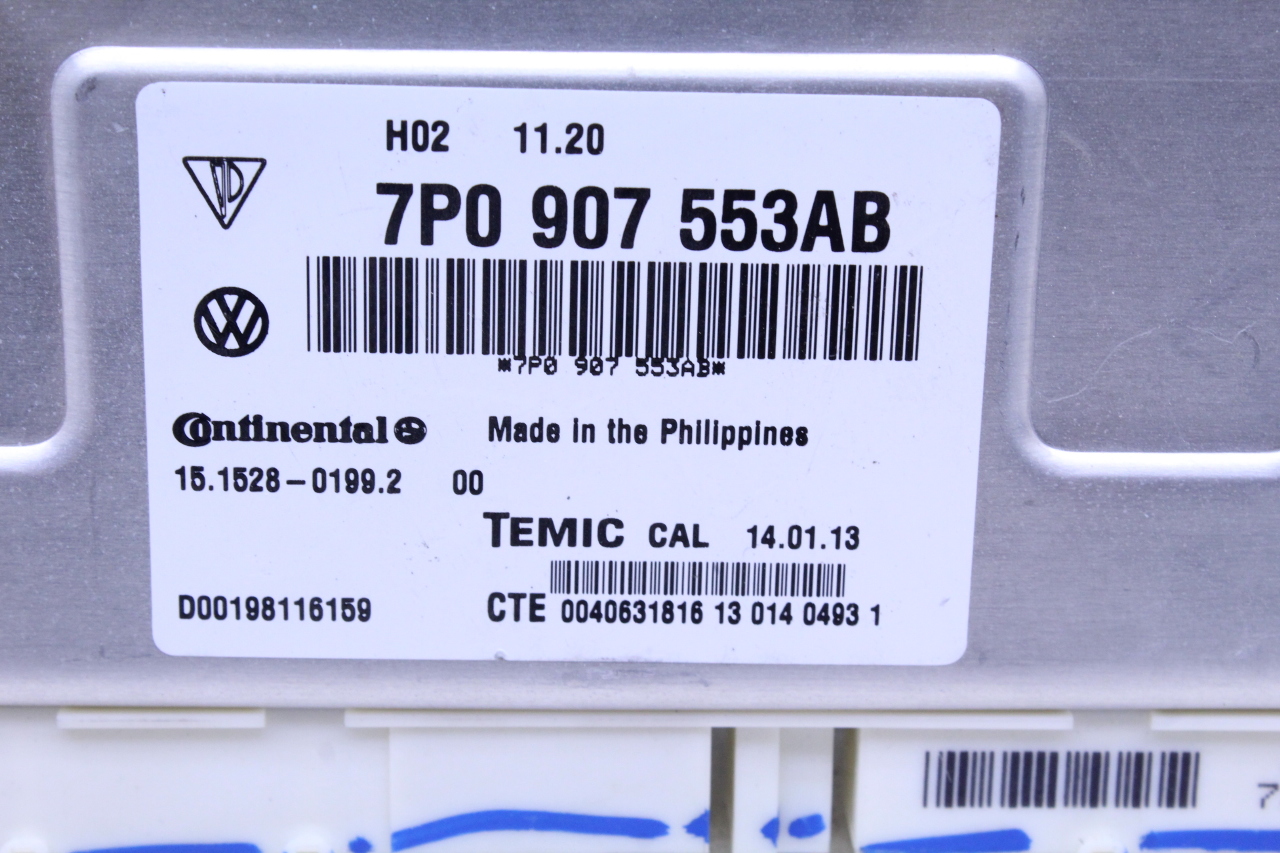 H02 11.20
7P0 907 553AB
*7P0 907 553AB*
Continental
Made in the Philippines
15.1528-0199.2 00
TEMIC CAL 14.01.13
D00198116159
CTE 0040631816 13 014 0493 1
7